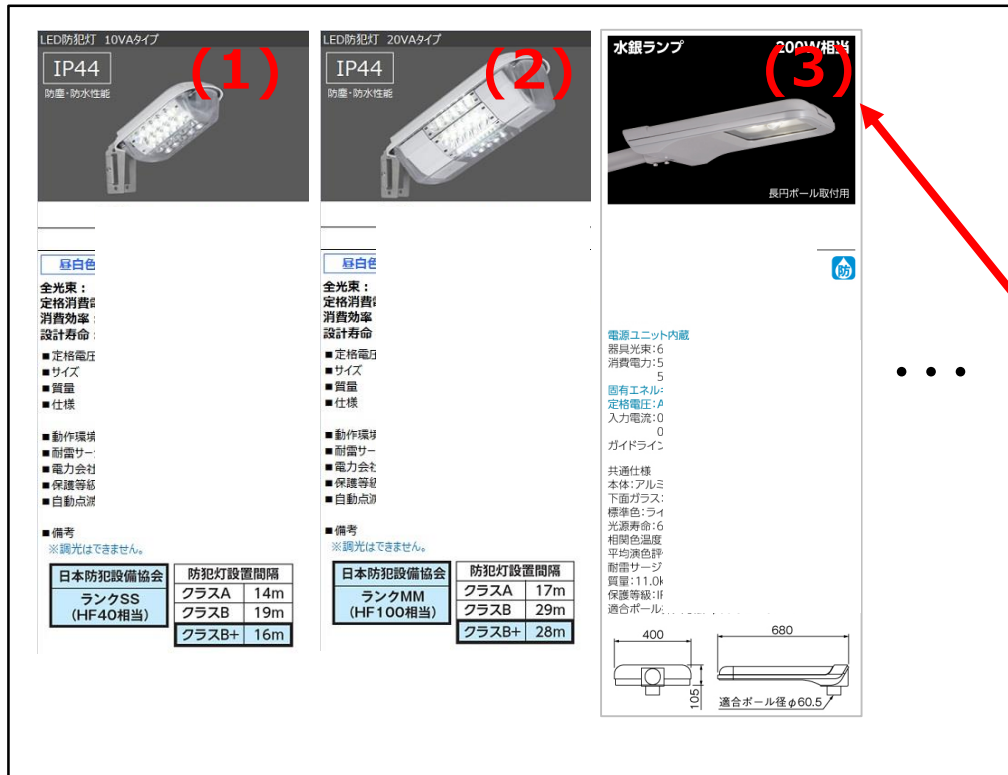 LED防犯灯 10VAタイプ
IP44
防塵・防水性能
(1)
昼白色
全光束：
定格消費電
消費効率：
設計寿命：
■定格電圧
■サイズ
■質量
■仕様
■動作環境
■耐雷サー
■電力会社
■保護等級
■自動点滅
■備考
※調光はできません。
日本防犯設備協会
ランクSS
(HF40相当)
防犯灯設置間隔
クラスA 14m
クラスB 19m
クラスB+ 16m
LED防犯灯 20VAタイプ
IP44
防塵・防水性能
(2)
昼白色
全光束：
定格消費電
消費効率
設計寿命
■定格電圧
■サイズ
■質量
■仕様
■動作環境
■耐雷サー
■電力会社
■保護等級
■自動点滅
■備考
※調光はできません。
日本防犯設備協会
ランクMM
(HF100相当)
防犯灯設置間隔
クラスA 17m
クラスB 29m
クラスB+ 28m
水銀ランプ 200W相当
(3)
長円ポール取付用
防
電源ユニット内蔵
器具光束:6
消費電力:5
5
固有エネルギ
定格電圧:A
入力電流:0
0
ガイドライン
共通仕様
本体:アルミ
下面ガラス:
標準色:ライ
光源寿命:6
相関色温度
平均演色評
耐雷サージ
質量:11.0k
保護等級:IP
適合ポール
400
680
105
適合ポール径φ60.5
• • •